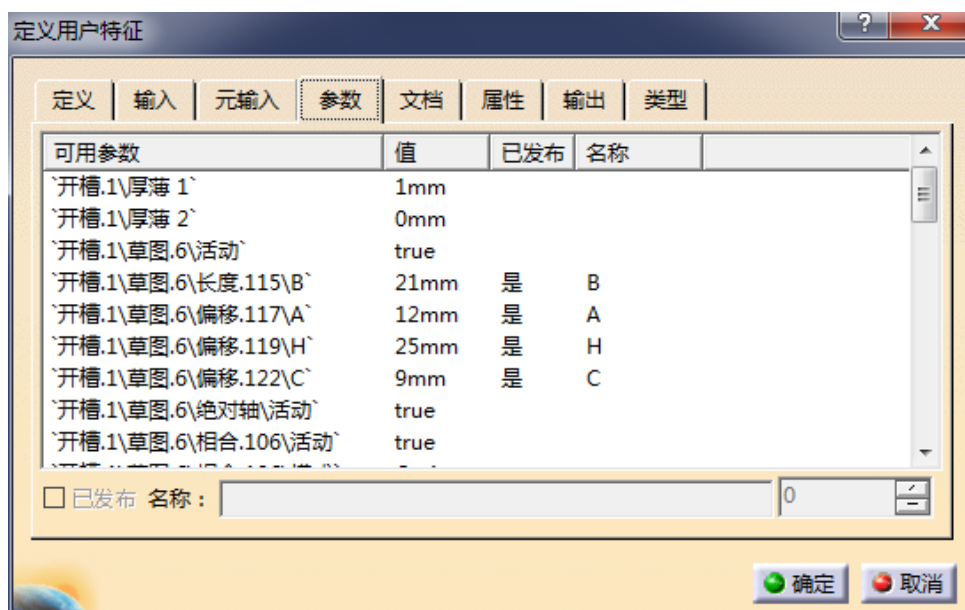 定义用户特征
定义 输入 元输入 参数 文档 属性 输出 类型
可用参数 值 已发布 名称
`开槽.1\厚薄 1` 1mm
`开槽.1\厚薄 2` 0mm
`开槽.1\草图.6\活动` true
`开槽.1\草图.6\长度.115\B` 21mm 是 B
`开槽.1\草图.6\偏移.117\A` 12mm 是 A
`开槽.1\草图.6\偏移.119\H` 25mm 是 H
`开槽.1\草图.6\偏移.122\C` 9mm 是 C
`开槽.1\草图.6\绝对轴\活动` true
`开槽.1\草图.6\相合.106\活动` true
已发布 名称: 0
确定 取消